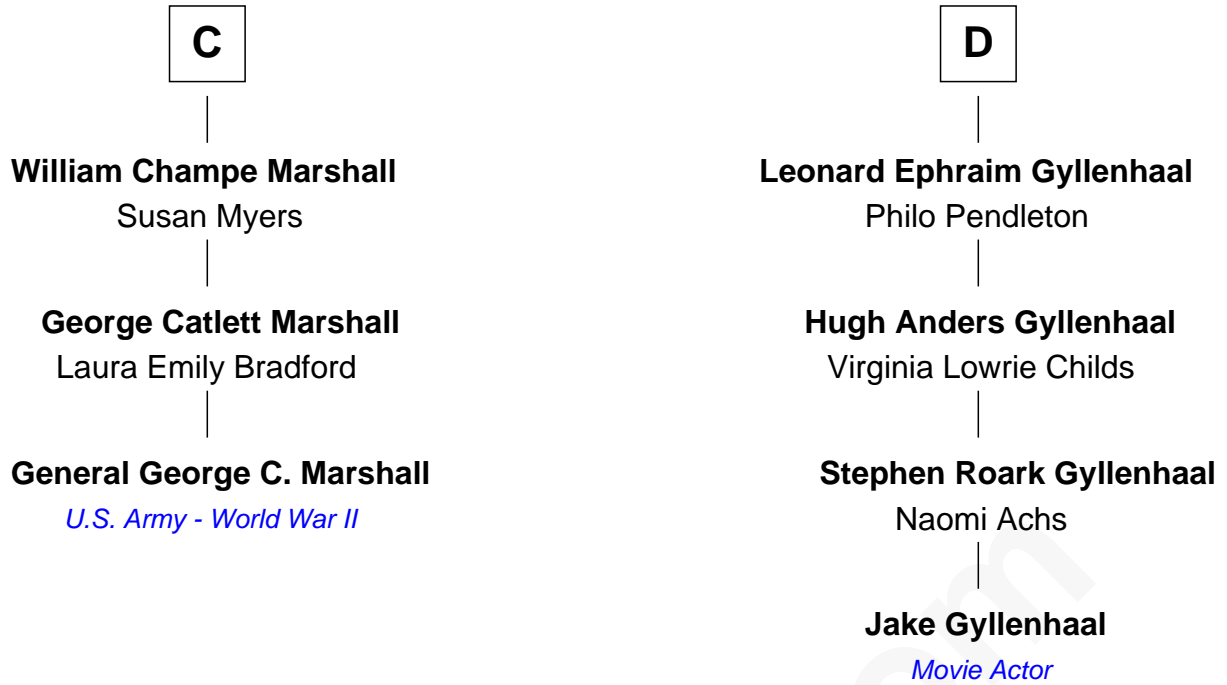 C
William Champe Marshall
Susan Myers
George Catlett Marshall
Laura Emily Bradford
General George C. Marshall
U.S. Army - World War II
D
Leonard Ephraim Gyllenhaal
Philo Pendleton
Hugh Anders Gyllenhaal
Virginia Lowrie Childs
Stephen Roark Gyllenhaal
Naomi Achs
Jake Gyllenhaal
Movie Actor